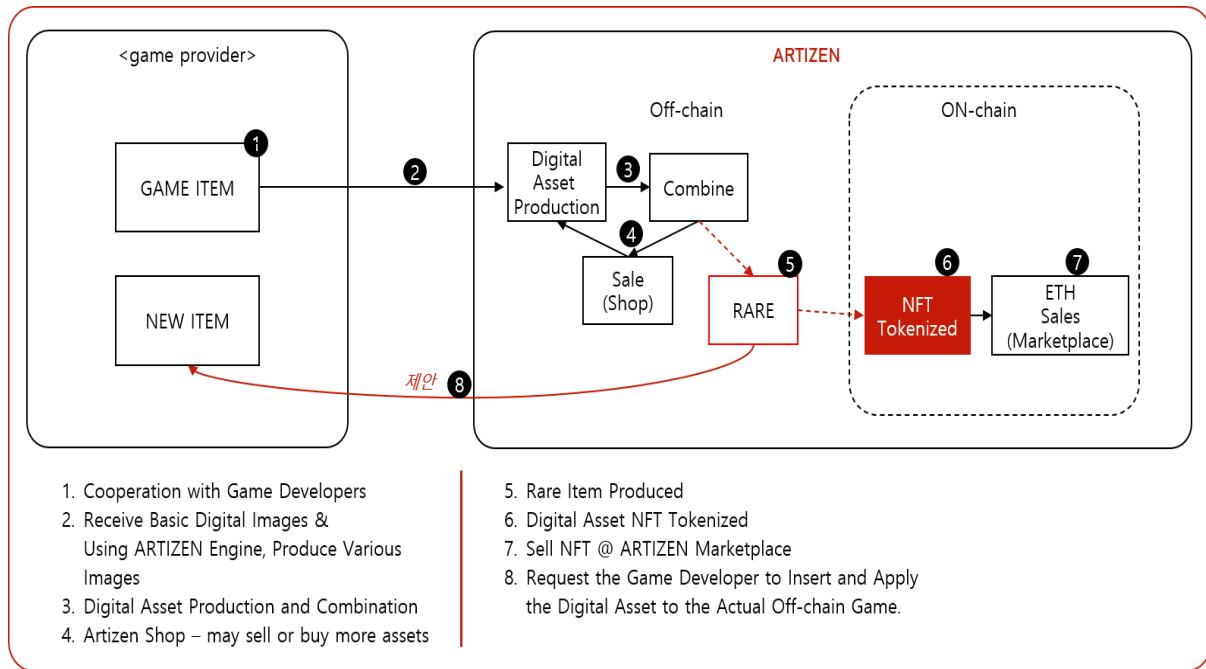 <game provider>
ARTIZEN
Off-chain
ON-chain
1
GAME ITEM
2
Digital
Asset
Production
3
Combine
4
Sale
(Shop)
5
RARE
6
NFT
Tokenized
7
ETH
Sales
(Marketplace)
NEW ITEM
제안 8
1. Cooperation with Game Developers
2. Receive Basic Digital Images &
Using ARTIZEN Engine, Produce Various
Images
3. Digital Asset Production and Combination
4. Artizen Shop – may sell or buy more assets
5. Rare Item Produced
6. Digital Asset NFT Tokenized
7. Sell NFT @ ARTIZEN Marketplace
8. Request the Game Developer to Insert and Apply
the Digital Asset to the Actual Off-chain Game.